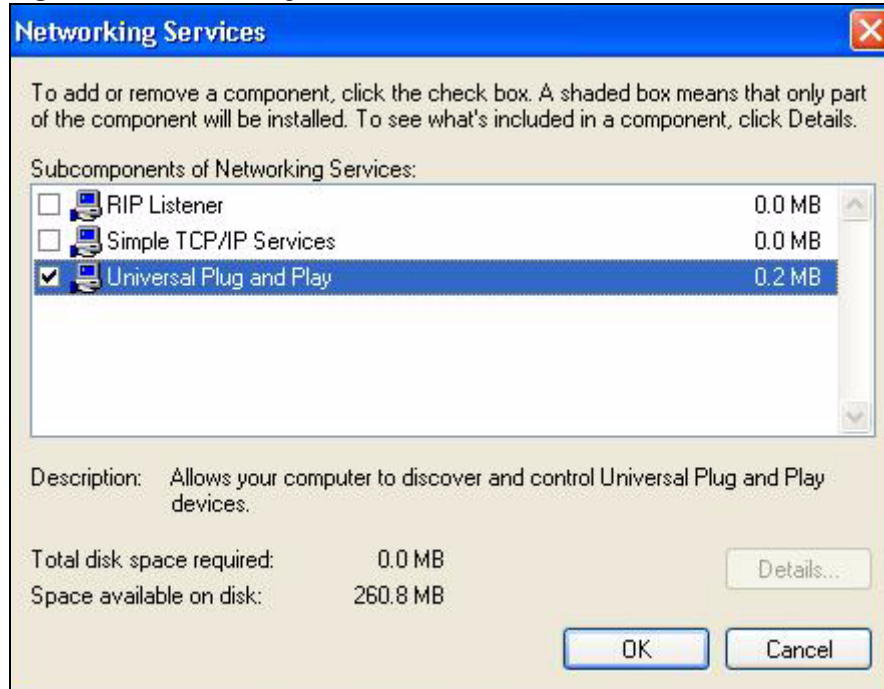 Networking Services
To add or remove a component, click the check box. A shaded box means that only part
of the component will be installed. To see what's included in a component, click Details.
Subcomponents of Networking Services:
RIP Listener 0.0 MB
Simple TCP/IP Services 0.0 MB
Universal Plug and Play 0.2 MB
Description: Allows your computer to discover and control Universal Plug and Play
devices.
Total disk space required: 0.0 MB
Details...
Space available on disk: 260.8 MB
OK Cancel